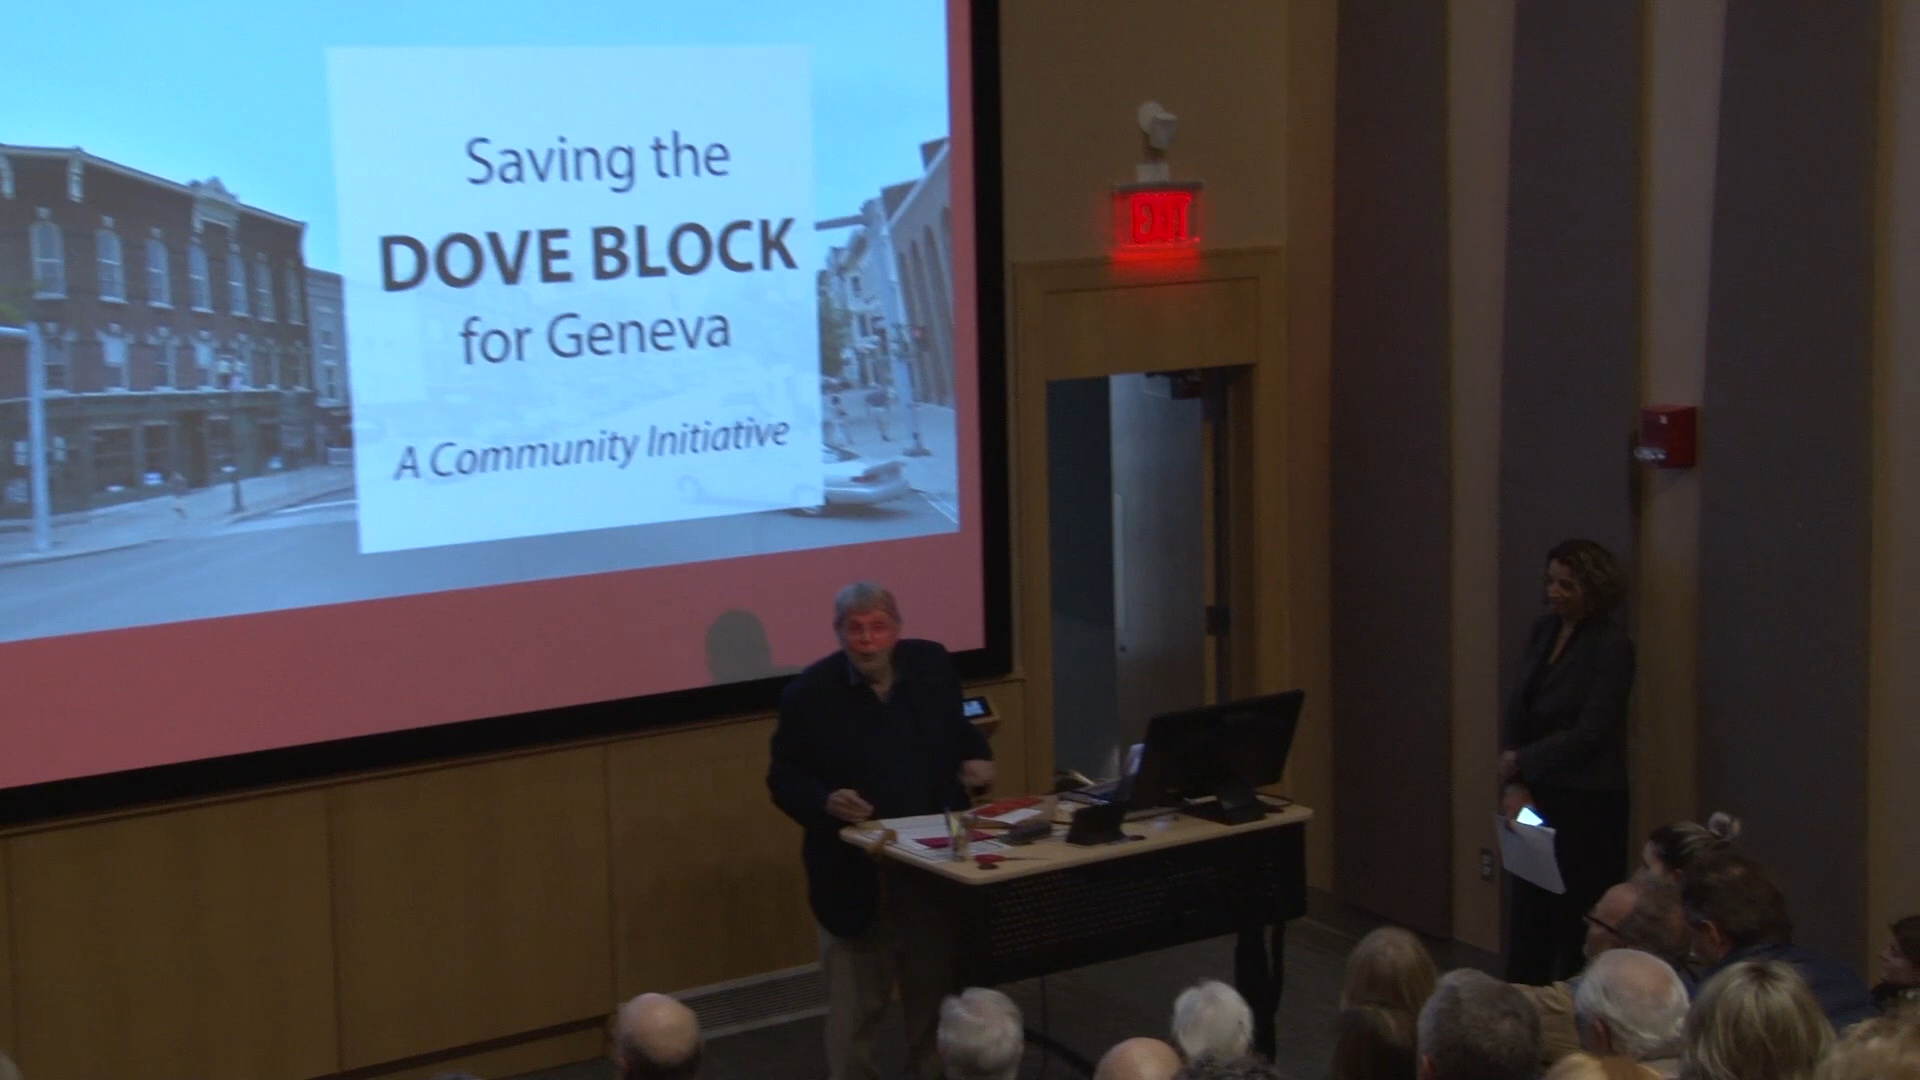 Saving the
DOVE BLOCK
for Geneva
A Community Initiative
EXIT